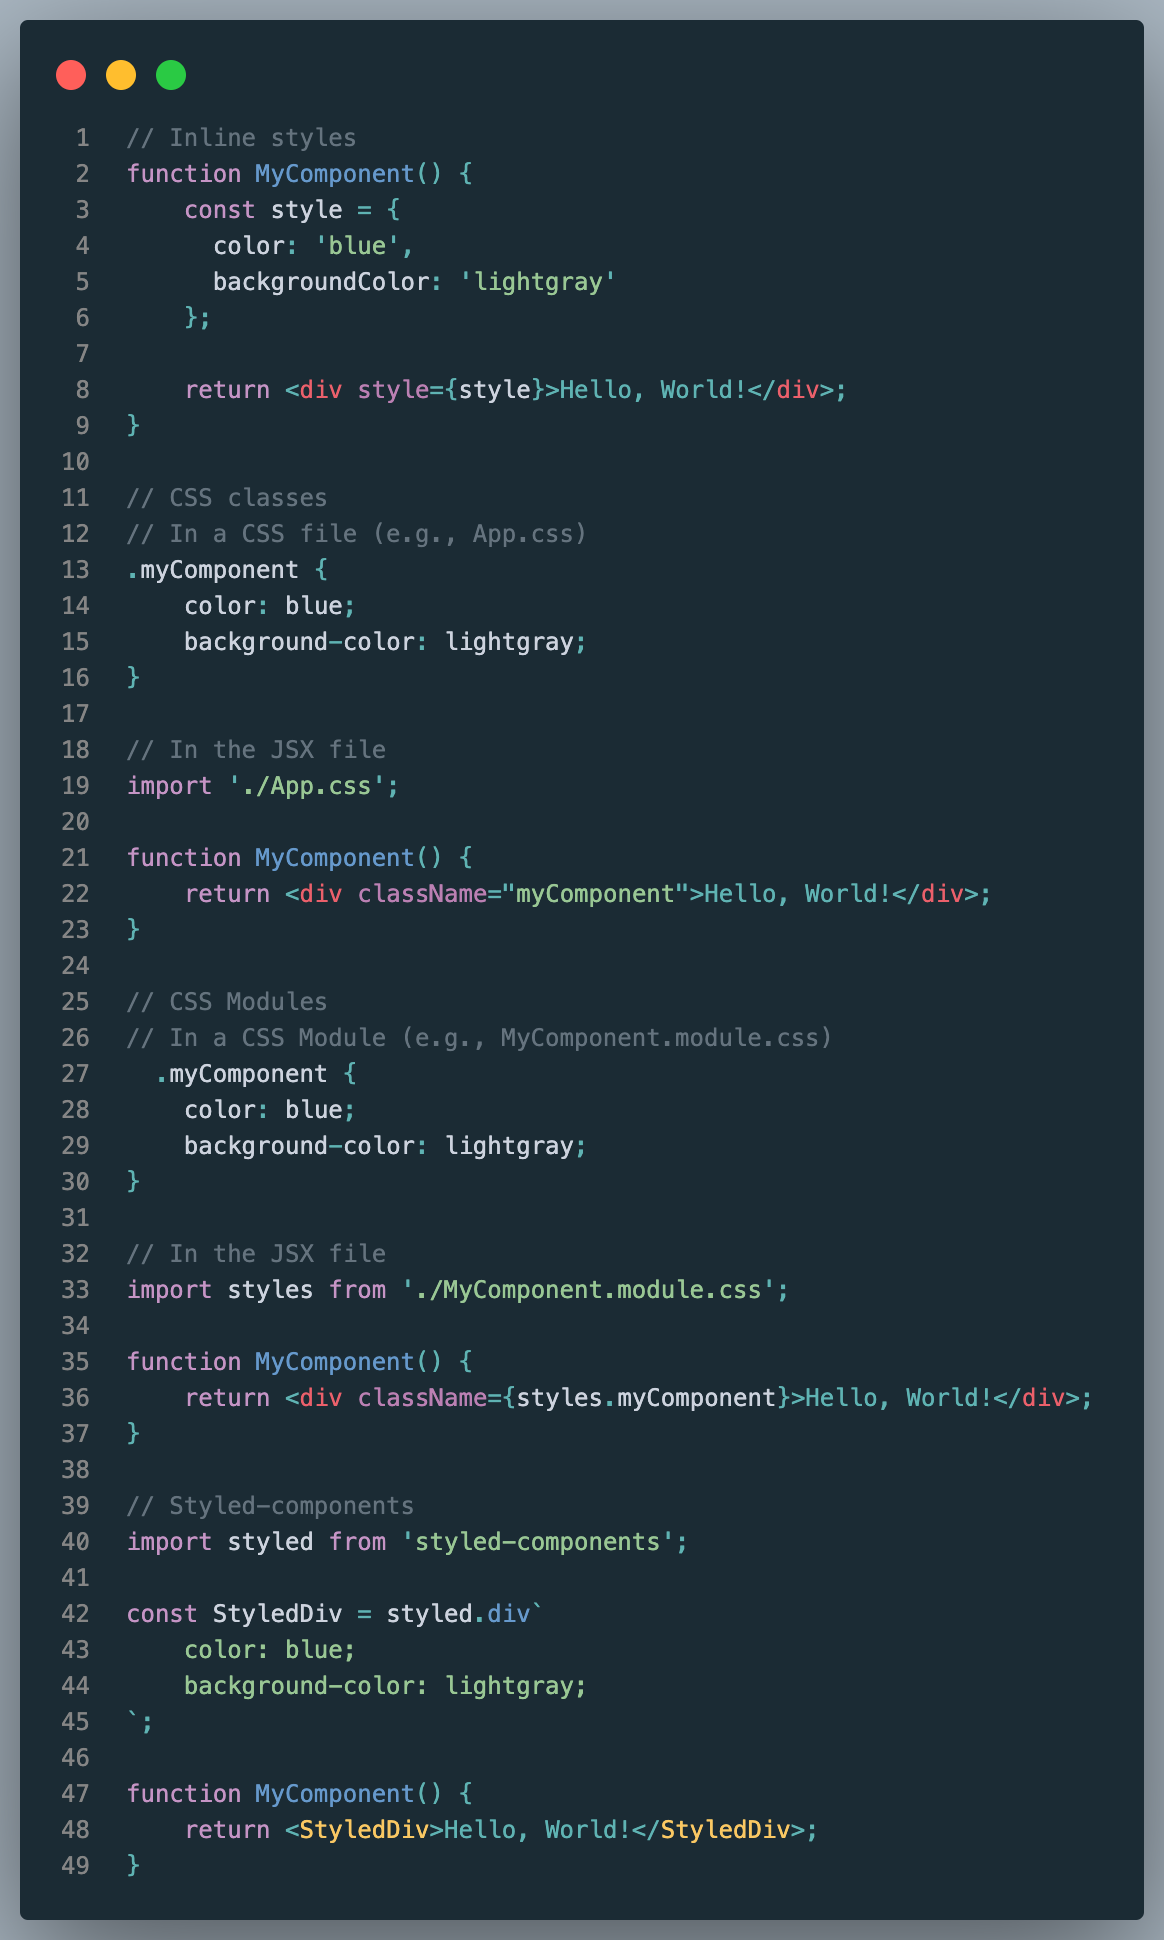 1 // Inline styles
2 function MyComponent() {
3     const style = {
4       color: 'blue',
5       backgroundColor: 'lightgray'
6     };
7
8     return <div style={style}>Hello, World!</div>;
9 }
10
11 // CSS classes
12 // In a CSS file (e.g., App.css)
13 .myComponent {
14     color: blue;
15     background-color: lightgray;
16 }
17
18 // In the JSX file
19 import './App.css';
20
21 function MyComponent() {
22     return <div className="myComponent">Hello, World!</div>;
23 }
24
25 // CSS Modules
26 // In a CSS Module (e.g., MyComponent.module.css)
27   .myComponent {
28     color: blue;
29     background-color: lightgray;
30 }
31
32 // In the JSX file
33 import styles from './MyComponent.module.css';
34
35 function MyComponent() {
36     return <div className={styles.myComponent}>Hello, World!</div>;
37 }
38
39 // Styled-components
40 import styled from 'styled-components';
41
42 const StyledDiv = styled.div`
43     color: blue;
44     background-color: lightgray;
45 `;
46
47 function MyComponent() {
48     return <StyledDiv>Hello, World!</StyledDiv>;
49 }